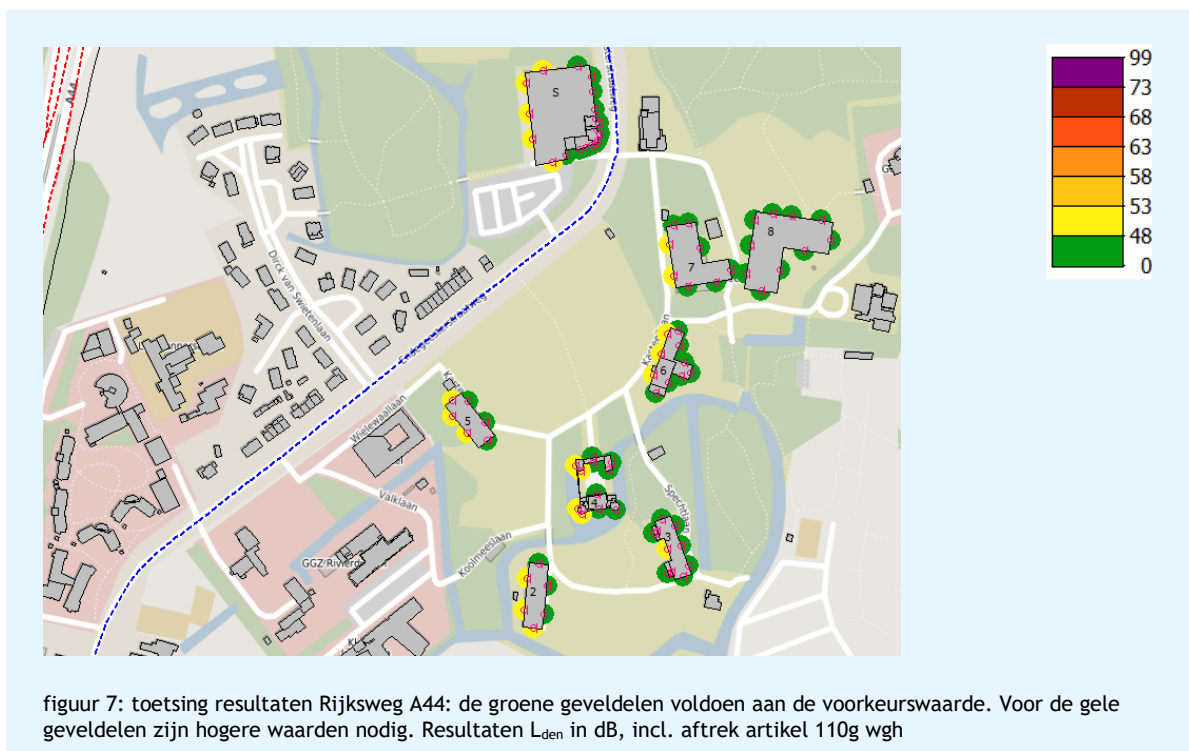 A44
S
99
73
68
63
58
53
48
0
8
7
Dirck van Swietenlaan
6
5
Wielewaallaan
4
Valklaan
Spechtlaan
3
Koolmeeslaan
GGZ
2
figuur 7: toetsing resultaten Rijksweg A44: de groene geveldelen voldoen aan de voorkeurswaarde. Voor de gele
geveldelen zijn hogere waarden nodig. Resultaten Lden in dB, incl. aftrek artikel 110g wgh